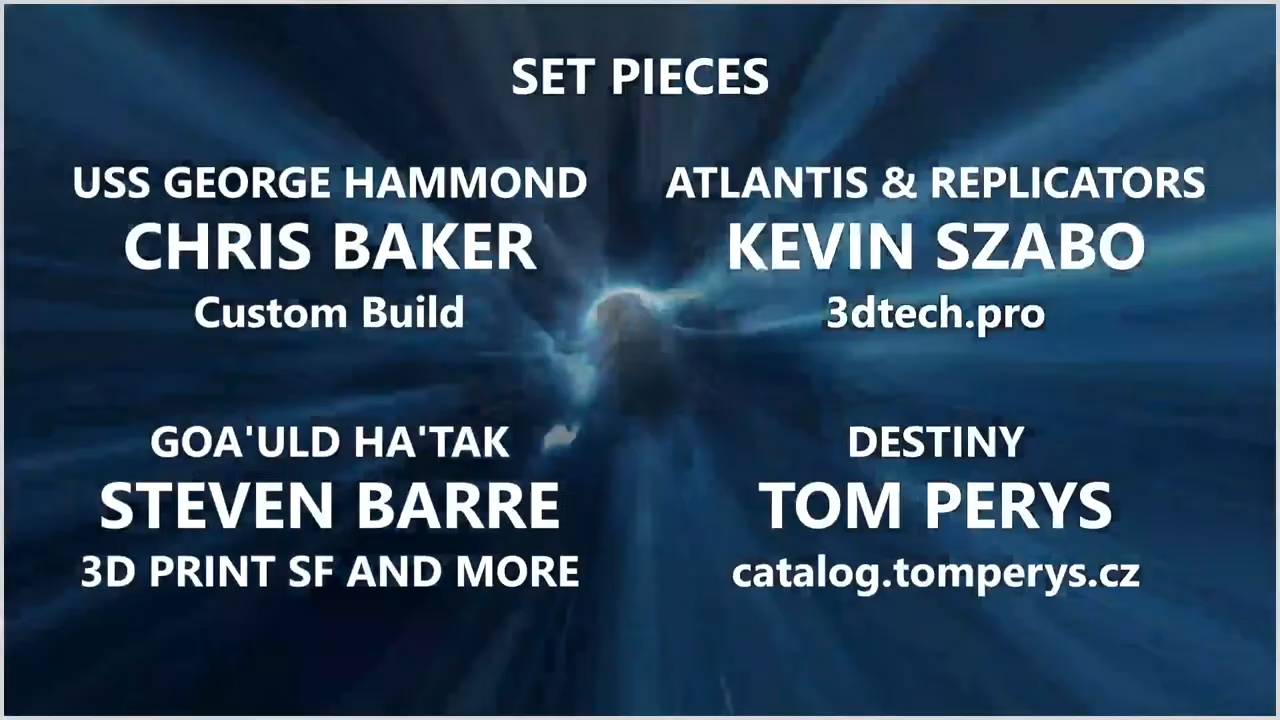 SET PIECES
USS GEORGE HAMMOND
CHRIS BAKER
Custom Build
ATLANTIS & REPLICATORS
KEVIN SZABO
3dtech.pro
GOA'ULD HA'TAK
STEVEN BARRE
3D PRINT SF AND MORE
DESTINY
TOM PERYS
catalog.tomperys.cz